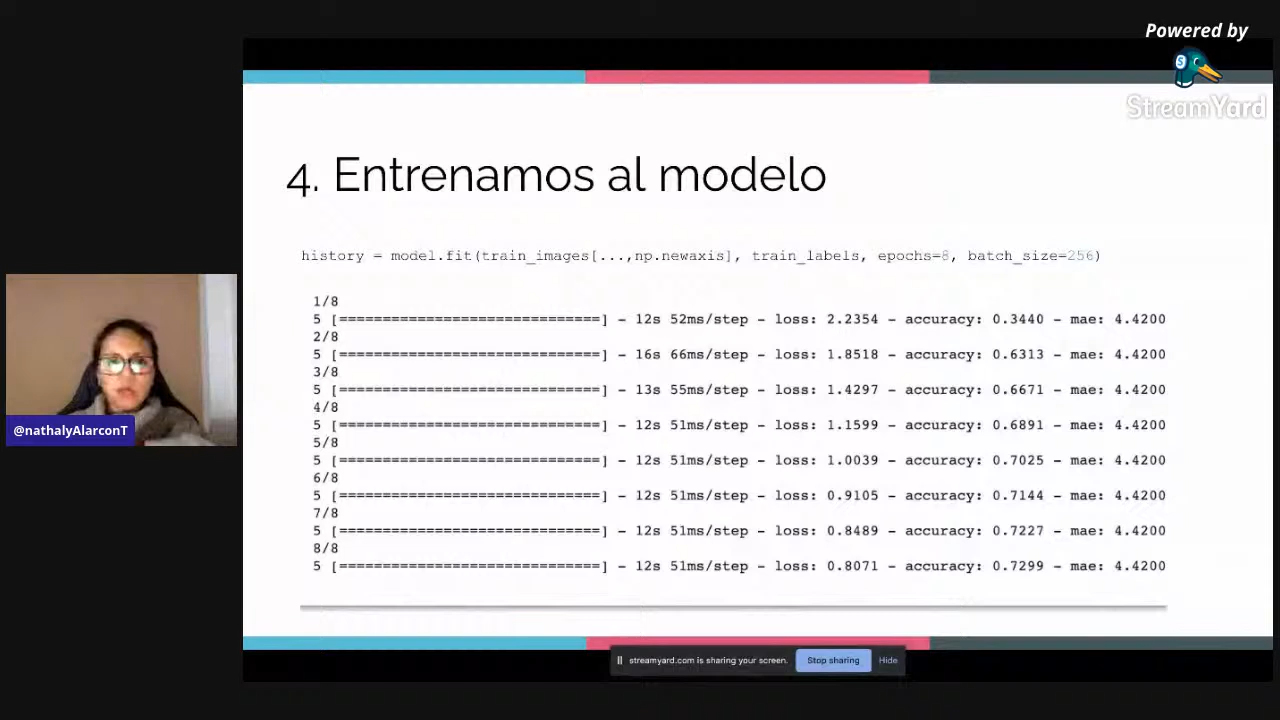 Powered by
StreamYard
4. Entrenamos al modelo
history = model.fit(train_images[...,np.newaxis], train_labels, epochs=8, batch_size=256)
1/8
5 [==============================] - 12s 52ms/step - loss: 2.2354 - accuracy: 0.3440 - mae: 4.4200
2/8
5 [==============================] - 16s 66ms/step - loss: 1.8518 - accuracy: 0.6313 - mae: 4.4200
3/8
5 [==============================] - 13s 55ms/step - loss: 1.4297 - accuracy: 0.6671 - mae: 4.4200
4/8
5 [==============================] - 12s 51ms/step - loss: 1.1599 - accuracy: 0.6891 - mae: 4.4200
5/8
5 [==============================] - 12s 51ms/step - loss: 1.0039 - accuracy: 0.7025 - mae: 4.4200
6/8
5 [==============================] - 12s 51ms/step - loss: 0.9105 - accuracy: 0.7144 - mae: 4.4200
7/8
5 [==============================] - 12s 51ms/step - loss: 0.8489 - accuracy: 0.7227 - mae: 4.4200
8/8
5 [==============================] - 12s 51ms/step - loss: 0.8071 - accuracy: 0.7299 - mae: 4.4200
@nathalyAlarconT
streamyard.com is sharing your screen. Stop sharing Hide